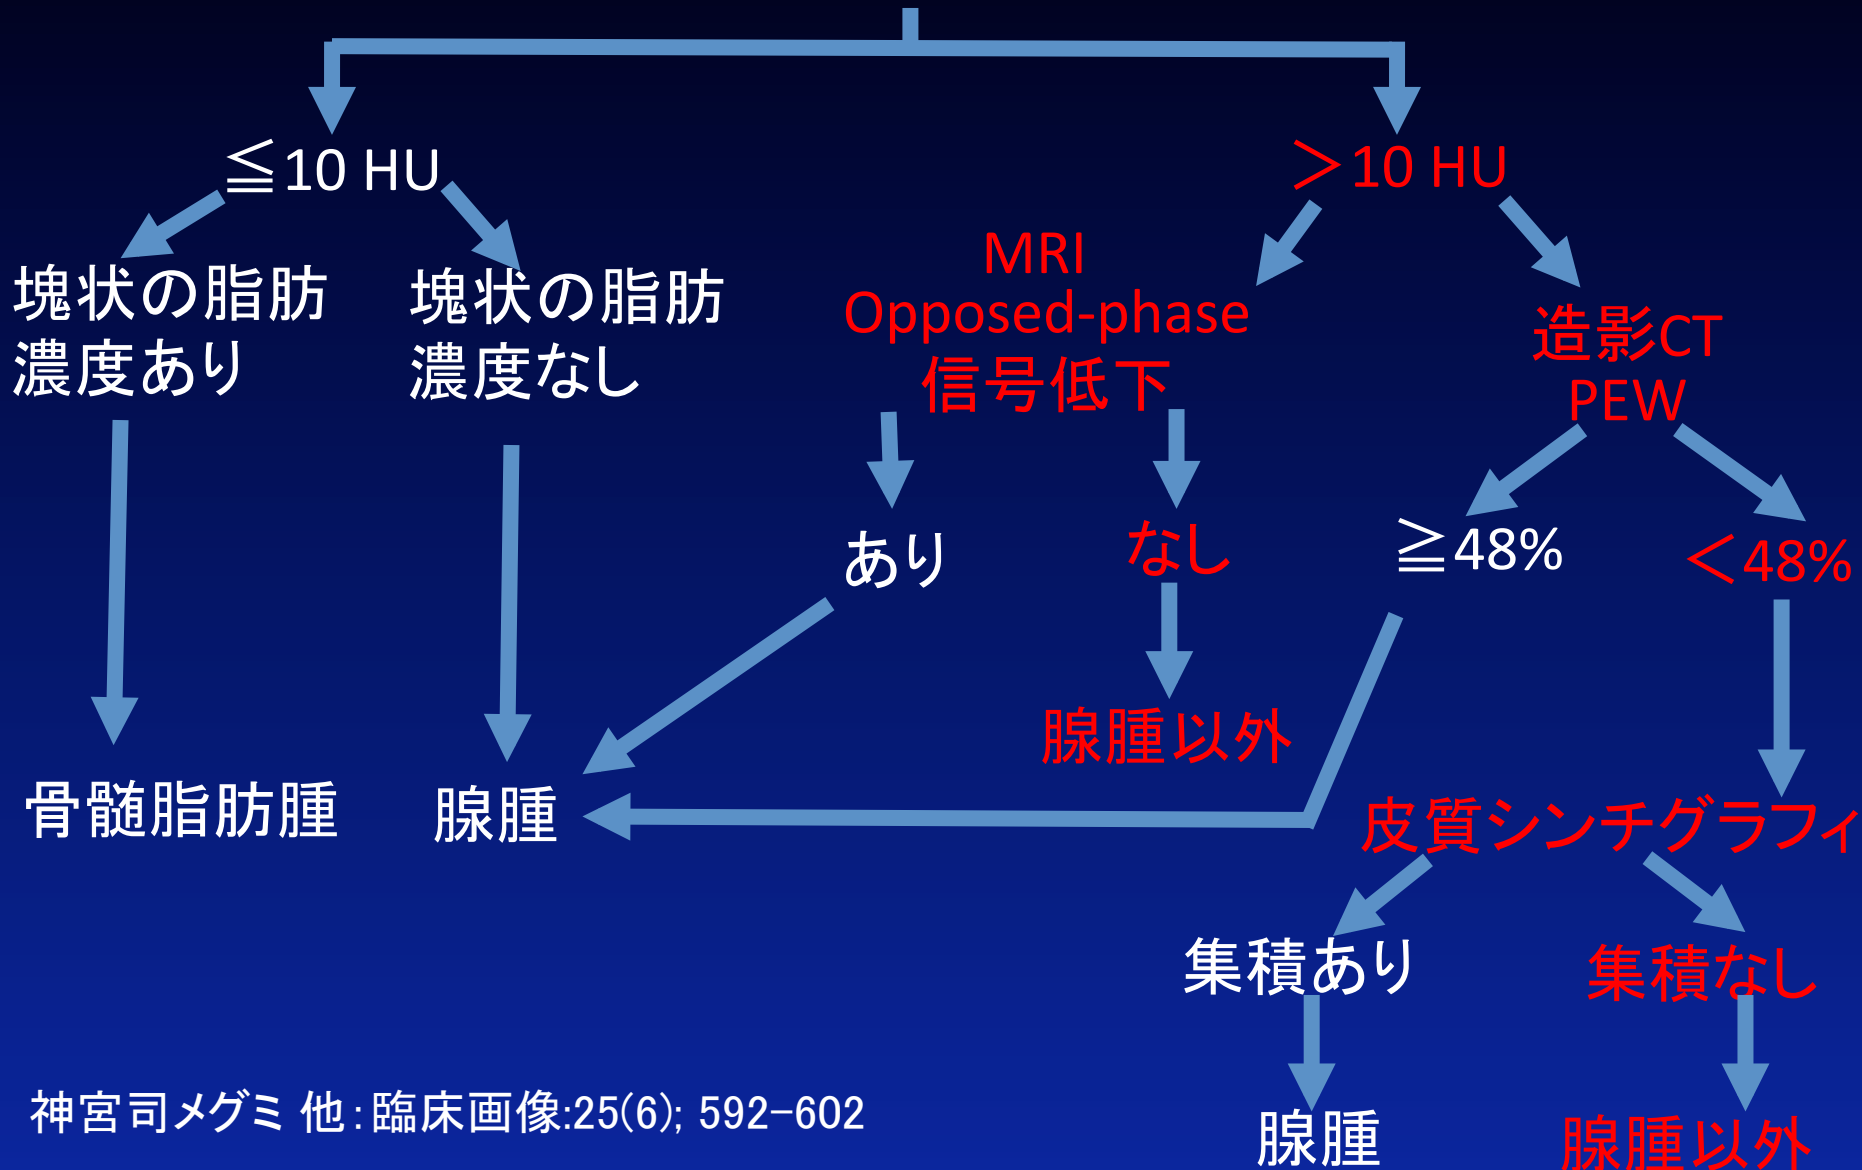 ≦10 HU
＞10 HU
塊状の脂肪
濃度あり
塊状の脂肪
濃度なし
MRI
Opposed-phase
信号低下
造影CT
PEW
あり
なし
≧48%
＜48%
腺腫以外
骨髄脂肪腫
腺腫
皮質シンチグラフィ
集積あり
集積なし
腺腫
腺腫以外
神宮司メグミ 他：臨床画像:25(6); 592-602